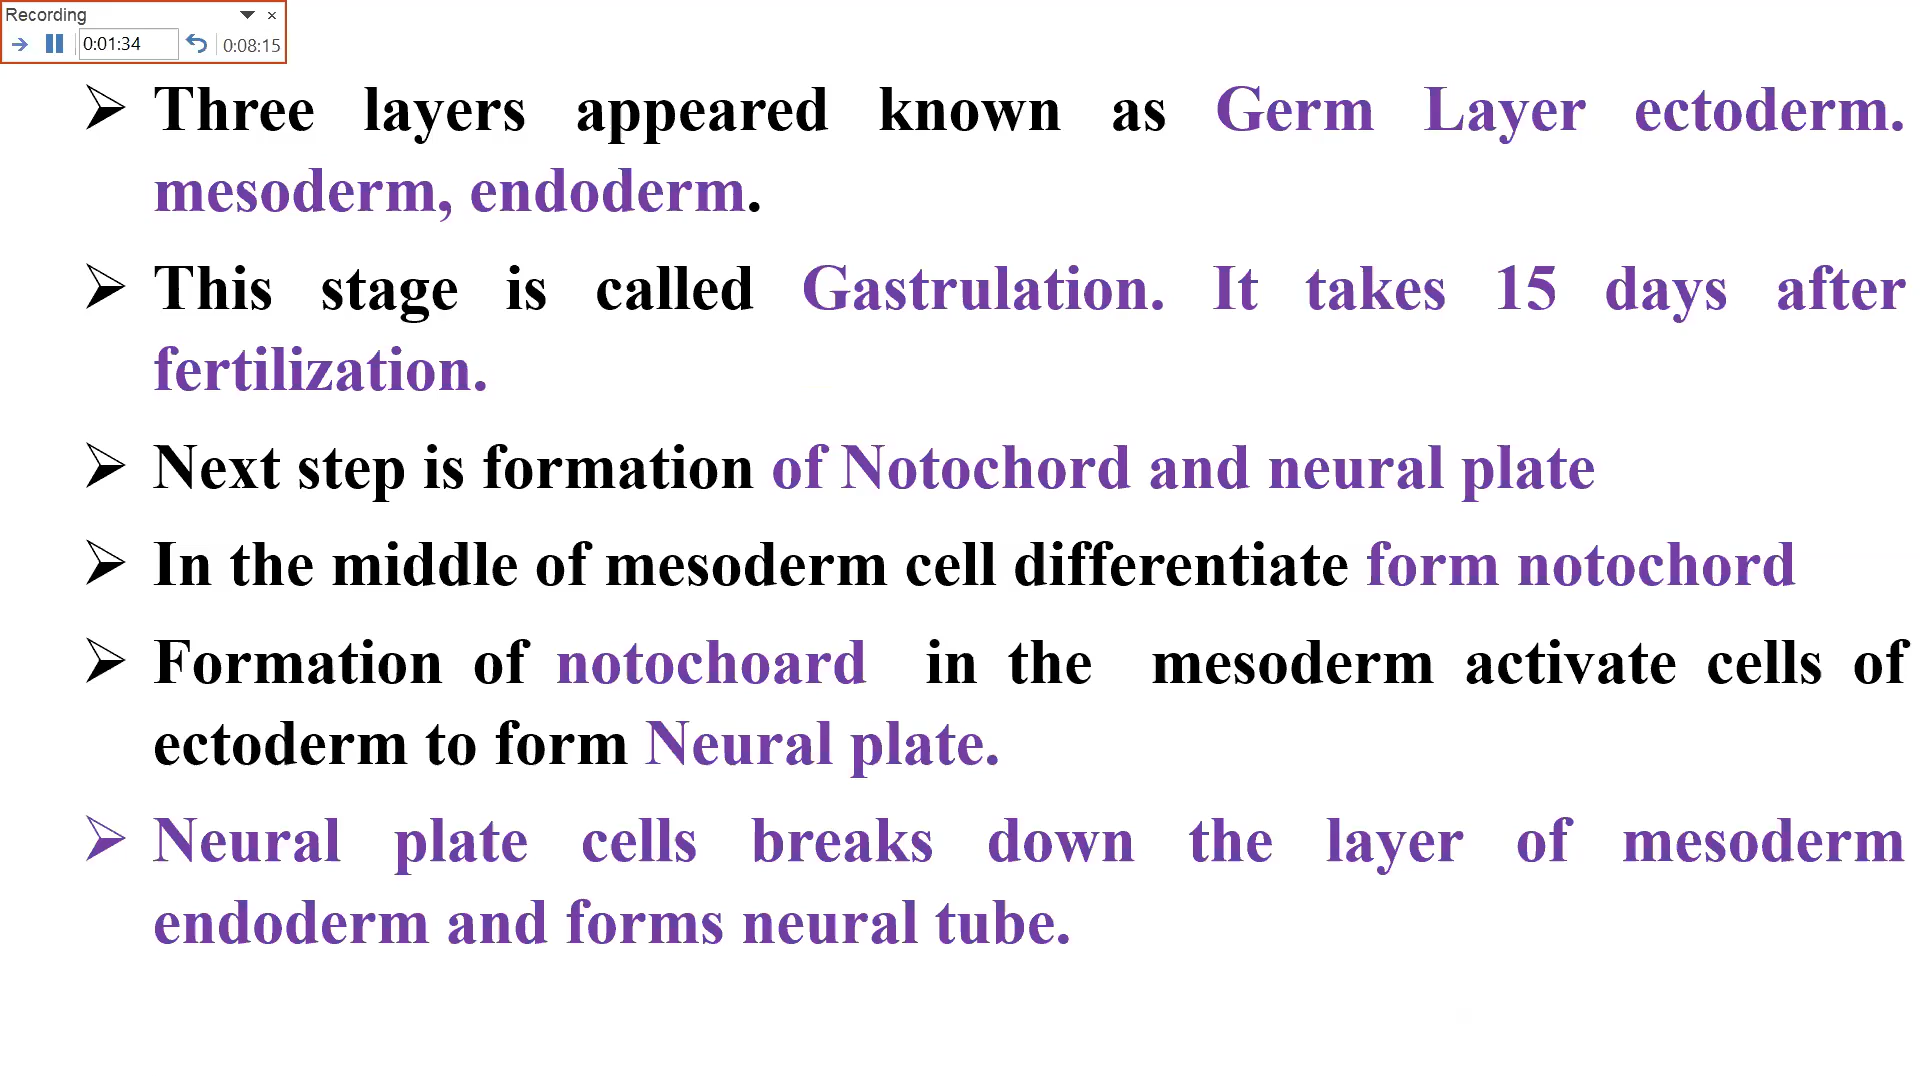 Recording
0:01:34 0:08:15
Three layers appeared known as Germ Layer ectoderm.
mesoderm, endoderm.
This stage is called Gastrulation. It takes 15 days after
fertilization.
Next step is formation of Notochord and neural plate
In the middle of mesoderm cell differentiate form notochord
Formation of notochoard in the mesoderm activate cells of
ectoderm to form Neural plate.
Neural plate cells breaks down the layer of mesoderm
endoderm and forms neural tube.